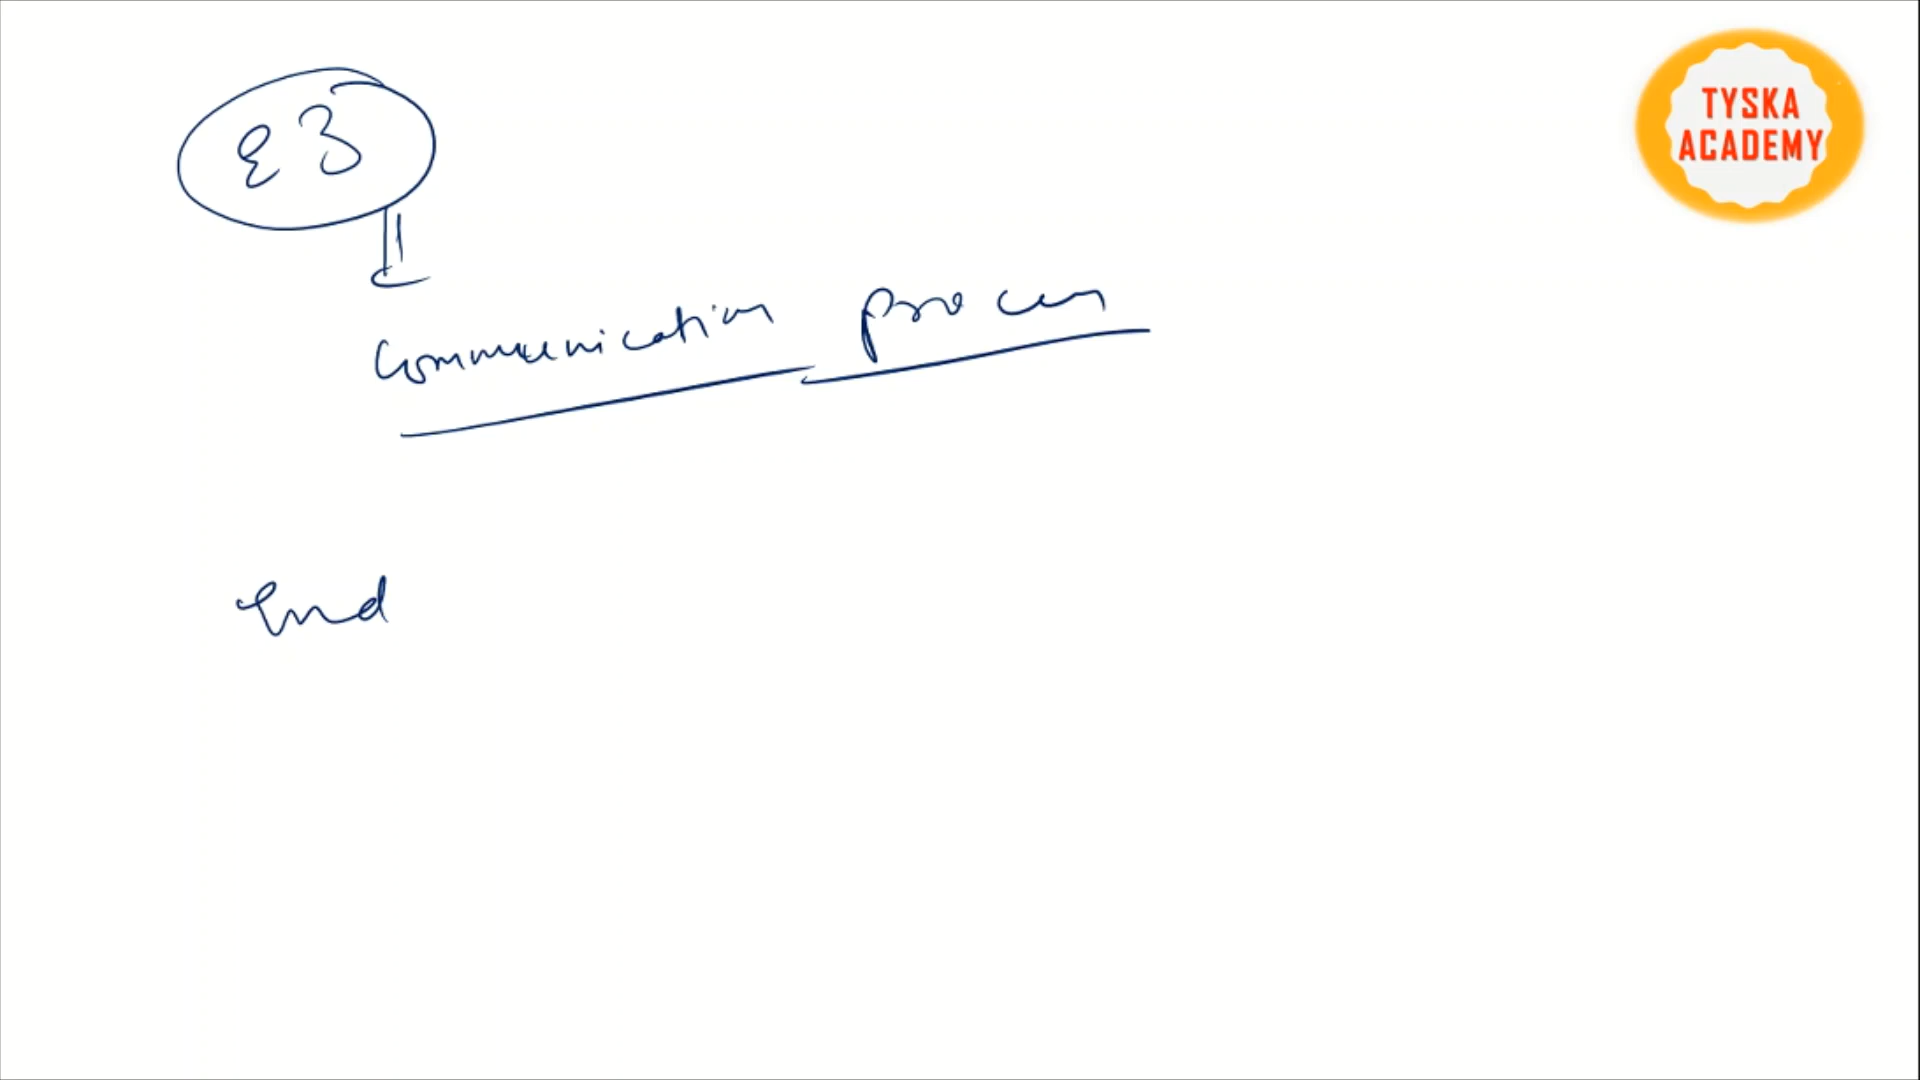 E3
Communication process
End
TYSKA
ACADEMY